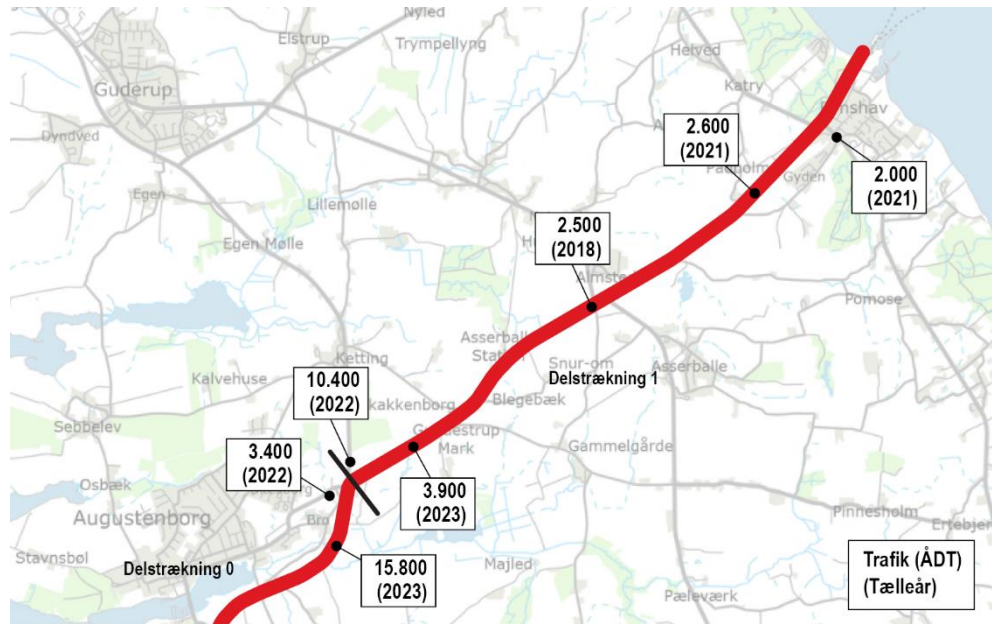 Nyled
Elstrup
Trympellyng
Helved
Katry
Guderup
Dyndved
2.600
(2021)
2.000
(2021)
Gyden
Egen
Lillemølle
2.500
(2018)
Egen Mølle
Pomose
Ketting
Asserballe
Snur-om
Asserballe
Delstrækning 1
Kalvehuse
10.400
(2022)
Blegebæk
Sebbelev
Mark
Gammelgårde
3.400
(2022)
Osbæk
3.900
(2023)
Augustenborg
Bro
Pinnesholm
Stavnsbøl
Delstrækning 0
15.800
(2023)
Majled
Trafik (ÅDT)
(Tælleår)
Pæleværk